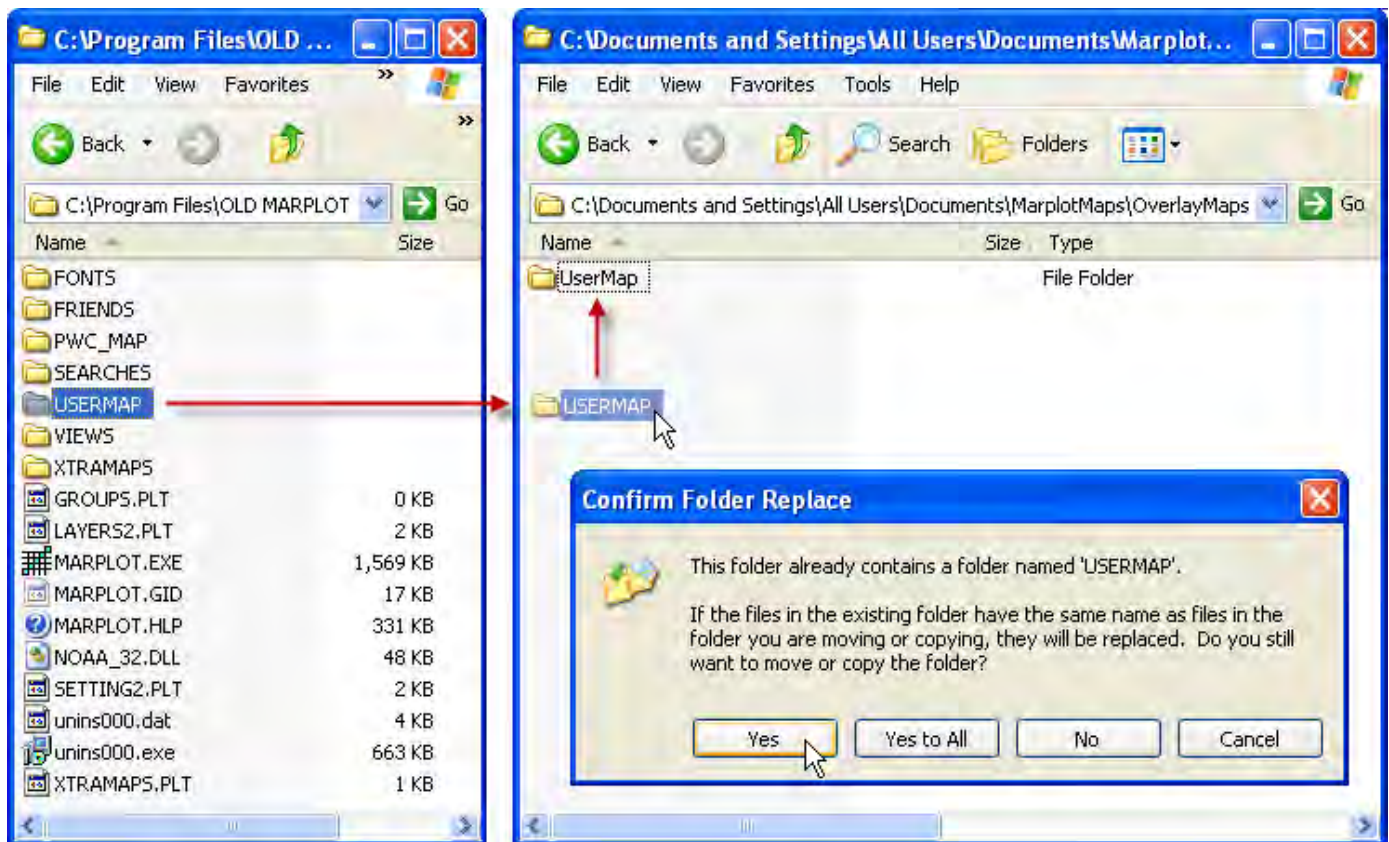 C:\Program Files\OLD ...
File Edit View Favorites »
Back »
C:\Program Files\OLD MARPLOT Go
Name Size
FONTS
FRIENDS
PWC_MAP
SEARCHES
USERMAP
VIEWS
XTRAMAPS
GROUPS.PLT 0 KB
LAYERS2.PLT 2 KB
MARPLOT.EXE 1,569 KB
MARPLOT.GID 17 KB
MARPLOT.HLP 331 KB
NOAA_32.DLL 48 KB
SETTING2.PLT 2 KB
unins000.dat 4 KB
unins000.exe 663 KB
XTRAMAPS.PLT 1 KB
C:\Documents and Settings\All Users\Documents\Marplot...
File Edit View Favorites Tools Help
Back Search Folders
C:\Documents and Settings\All Users\Documents\MarplotMaps\OverlayMaps Go
Name Size Type
UserMap File Folder
USERMAP
Confirm Folder Replace
This folder already contains a folder named 'USERMAP'.
If the files in the existing folder have the same name as files in the
folder you are moving or copying, they will be replaced. Do you still
want to move or copy the folder?
Yes Yes to All No Cancel